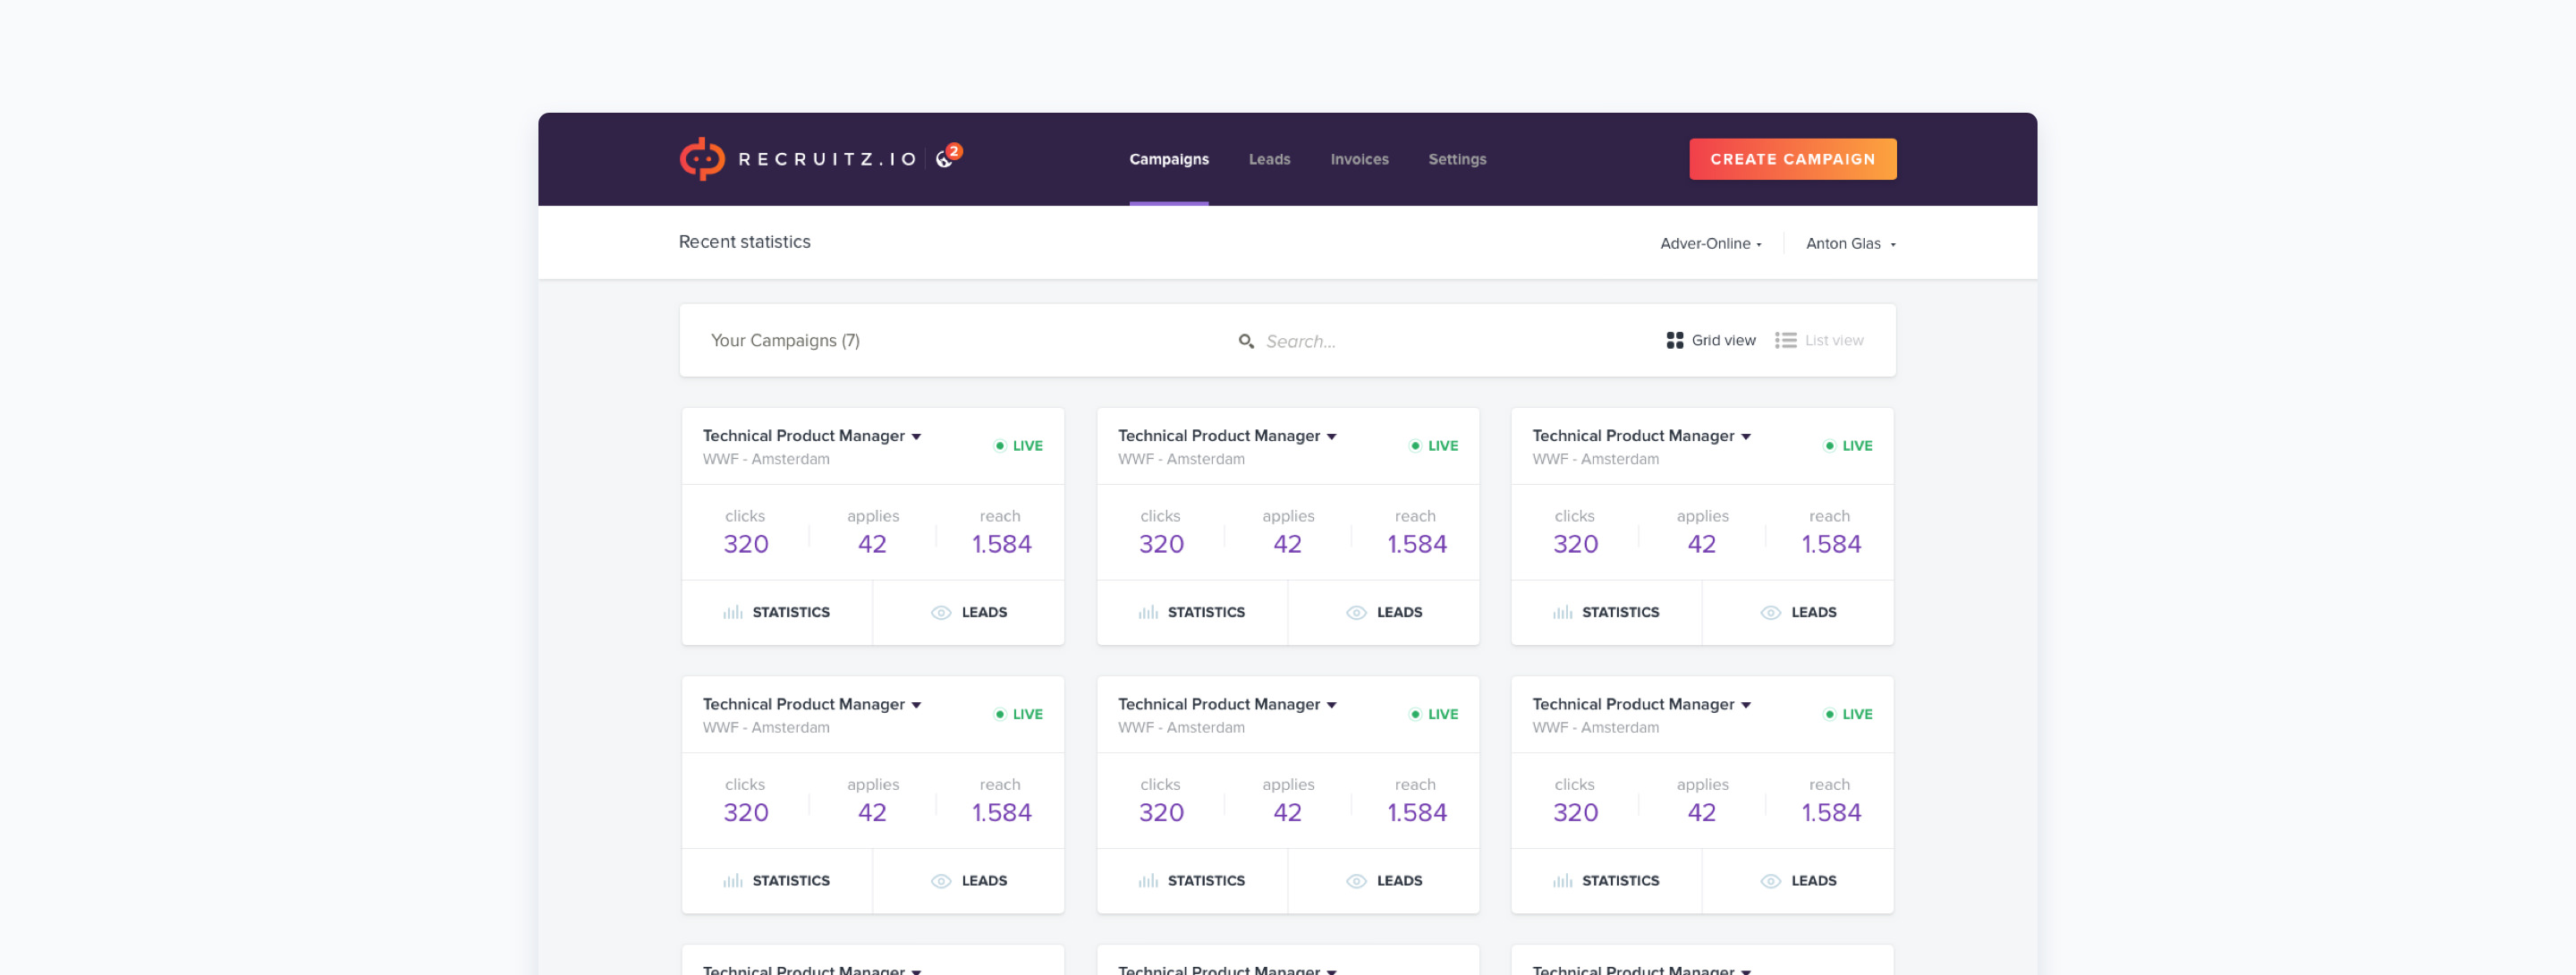 RECRUITZ.IO 2 Campaigns Leads Invoices Settings CREATE CAMPAIGN
Recent statistics Adver-Online Anton Glas
Your Campaigns (7) Search... Grid view List view
Technical Product Manager LIVE Technical Product Manager LIVE Technical Product Manager LIVE
WWF - Amsterdam WWF - Amsterdam WWF - Amsterdam
clicks applies reach clicks applies reach clicks applies reach
320 42 1.584 320 42 1.584 320 42 1.584
STATISTICS LEADS STATISTICS LEADS STATISTICS LEADS
Technical Product Manager LIVE Technical Product Manager LIVE Technical Product Manager LIVE
WWF - Amsterdam WWF - Amsterdam WWF - Amsterdam
clicks applies reach clicks applies reach clicks applies reach
320 42 1.584 320 42 1.584 320 42 1.584
STATISTICS LEADS STATISTICS LEADS STATISTICS LEADS
Technical Product Manager Technical Product Manager Technical Product Manager